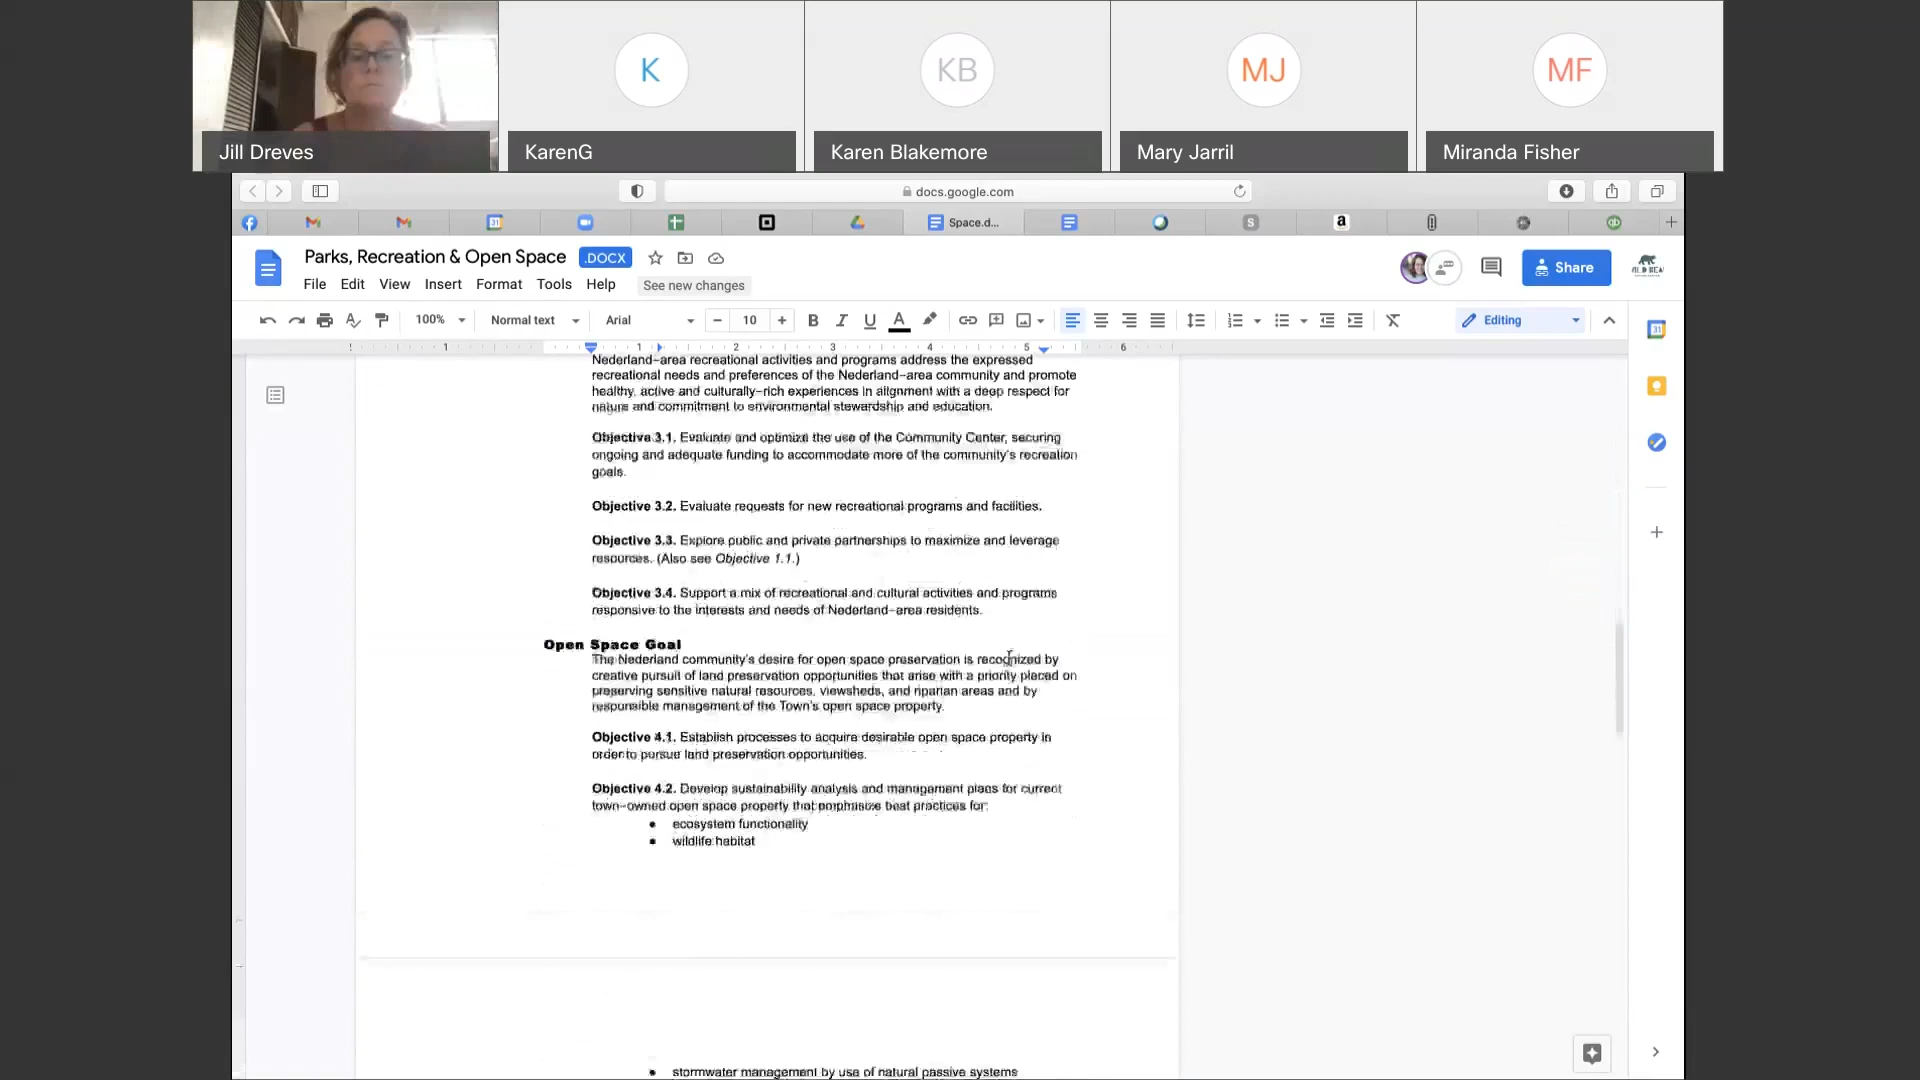 K
KB
MJ
MF
Jill Dreves
KarenG
Karen Blakemore
Mary Jarril
Miranda Fisher
docs.google.com
Space.d...
Parks, Recreation & Open Space .DOCX
File Edit View Insert Format Tools Help See new changes
Share
100% Normal text Arial 10 Editing
1 1 2 3 4 5 6
Nederland-area recreational activities and programs address the expressed
recreational needs and preferences of the Nederland-area community and promote
healthy, active and culturally-rich experiences in alignment with a deep respect for
nature and commitment to environmental stewardship and education.
Objective 3.1. Evaluate and optimize the use of the Community Center, securing
ongoing and adequate funding to accommodate more of the community's recreation
goals.
Objective 3.2. Evaluate requests for new recreational programs and facilities.
Objective 3.3. Explore public and private partnerships to maximize and leverage
resources. (Also see Objective 1.1.)
Objective 3.4. Support a mix of recreational and cultural activities and programs
responsive to the interests and needs of Nederland-area residents.
Open Space Goal
The Nederland community's desire for open space preservation is recognized by
creative pursuit of land preservation opportunities that arise with a priority placed on
preserving sensitive natural resources, viewsheds, and riparian areas and by
responsible management of the Town's open space property.
Objective 4.1. Establish processes to acquire desirable open space property in
order to pursue land preservation opportunities.
Objective 4.2. Develop sustainability analysis and management plans for current
town-owned open space property that emphasize best practices for:
• ecosystem functionality
• wildlife habitat
• stormwater management by use of natural passive systems